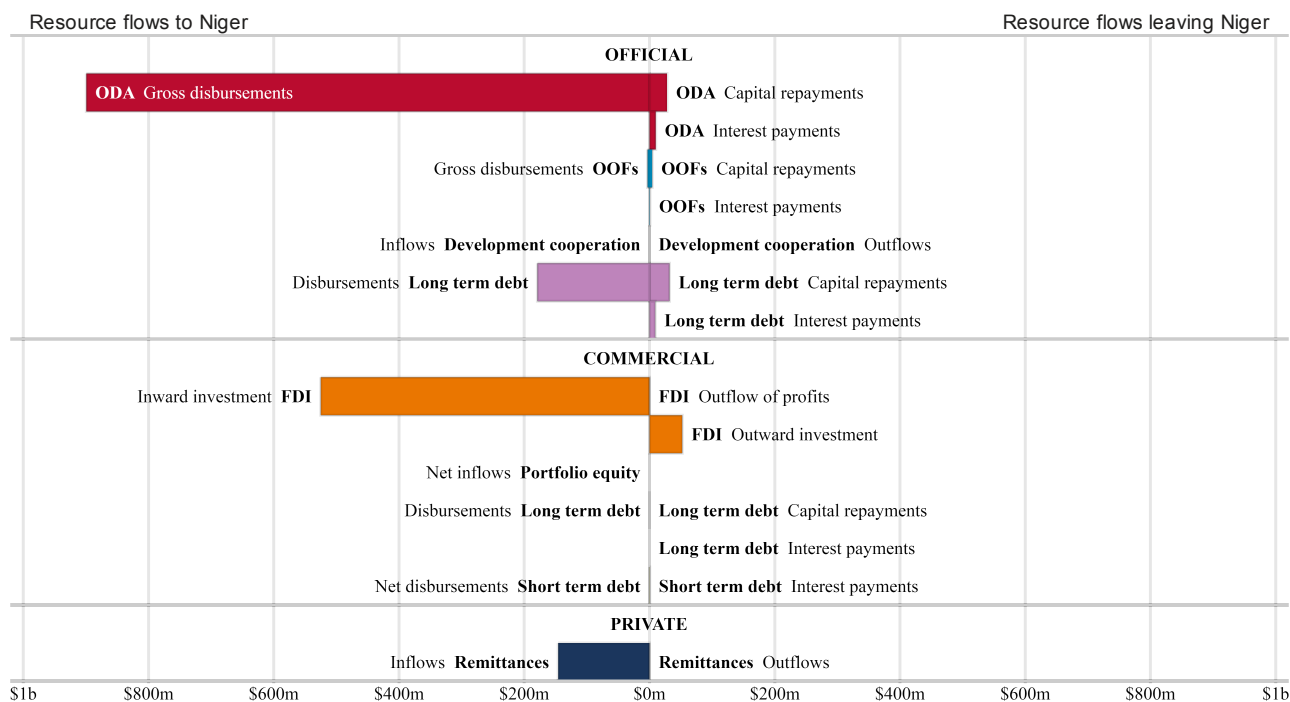 Resource flows to Niger Resource flows leaving Niger
OFFICIAL
ODA Gross disbursements ODA Capital repayments
ODA Interest payments
Gross disbursements OOFs OOFs Capital repayments
OOFs Interest payments
Inflows Development cooperation Development cooperation Outflows
Disbursements Long term debt Long term debt Capital repayments
Long term debt Interest payments
COMMERCIAL
Inward investment FDI FDI Outflow of profits
FDI Outward investment
Net inflows Portfolio equity
Disbursements Long term debt Long term debt Capital repayments
Long term debt Interest payments
Net disbursements Short term debt Short term debt Interest payments
PRIVATE
Inflows Remittances Remittances Outflows
$1b $800m $600m $400m $200m $0m $200m $400m $600m $800m $1b